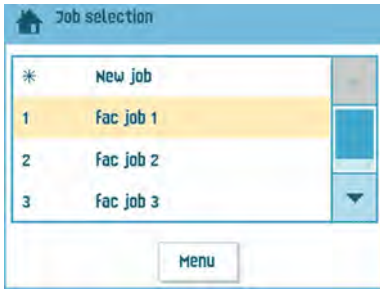 Job selection
* New job
1 Fac job 1
2 Fac job 2
3 Fac job 3
Menu